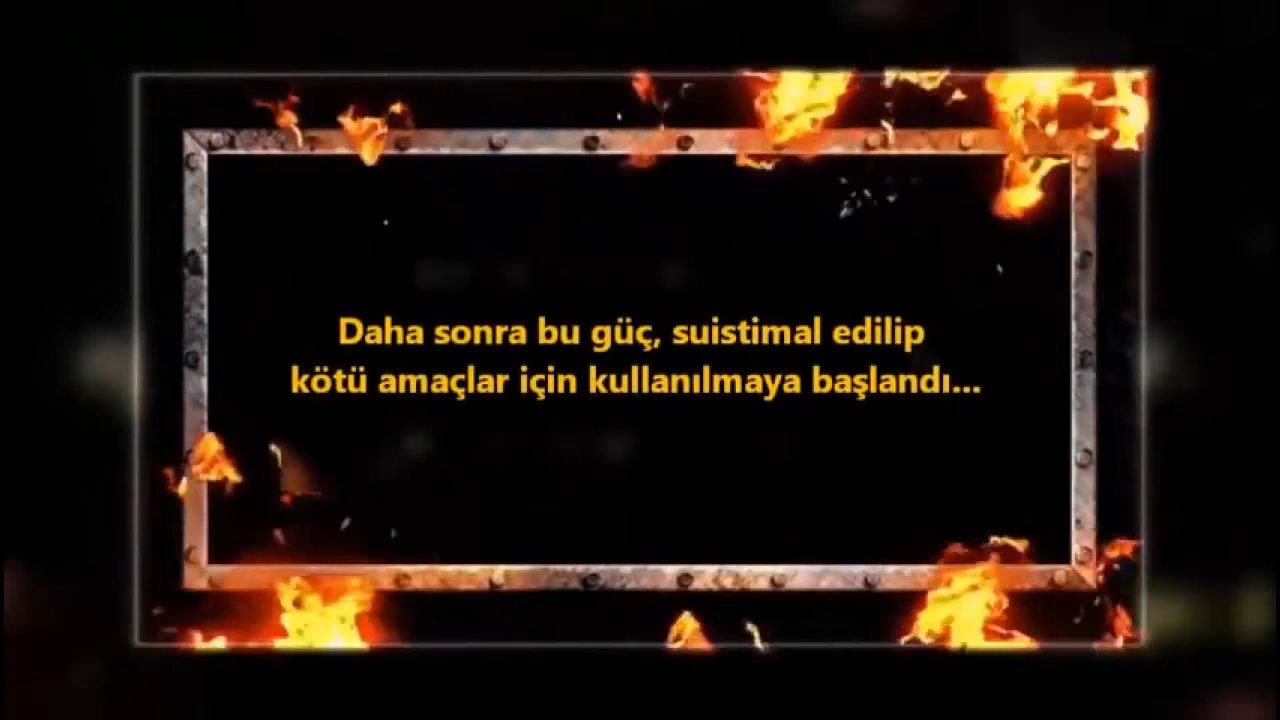 Daha sonra bu güç, suistimal edilip
kötü amaçlar için kullanılmaya başlandı...